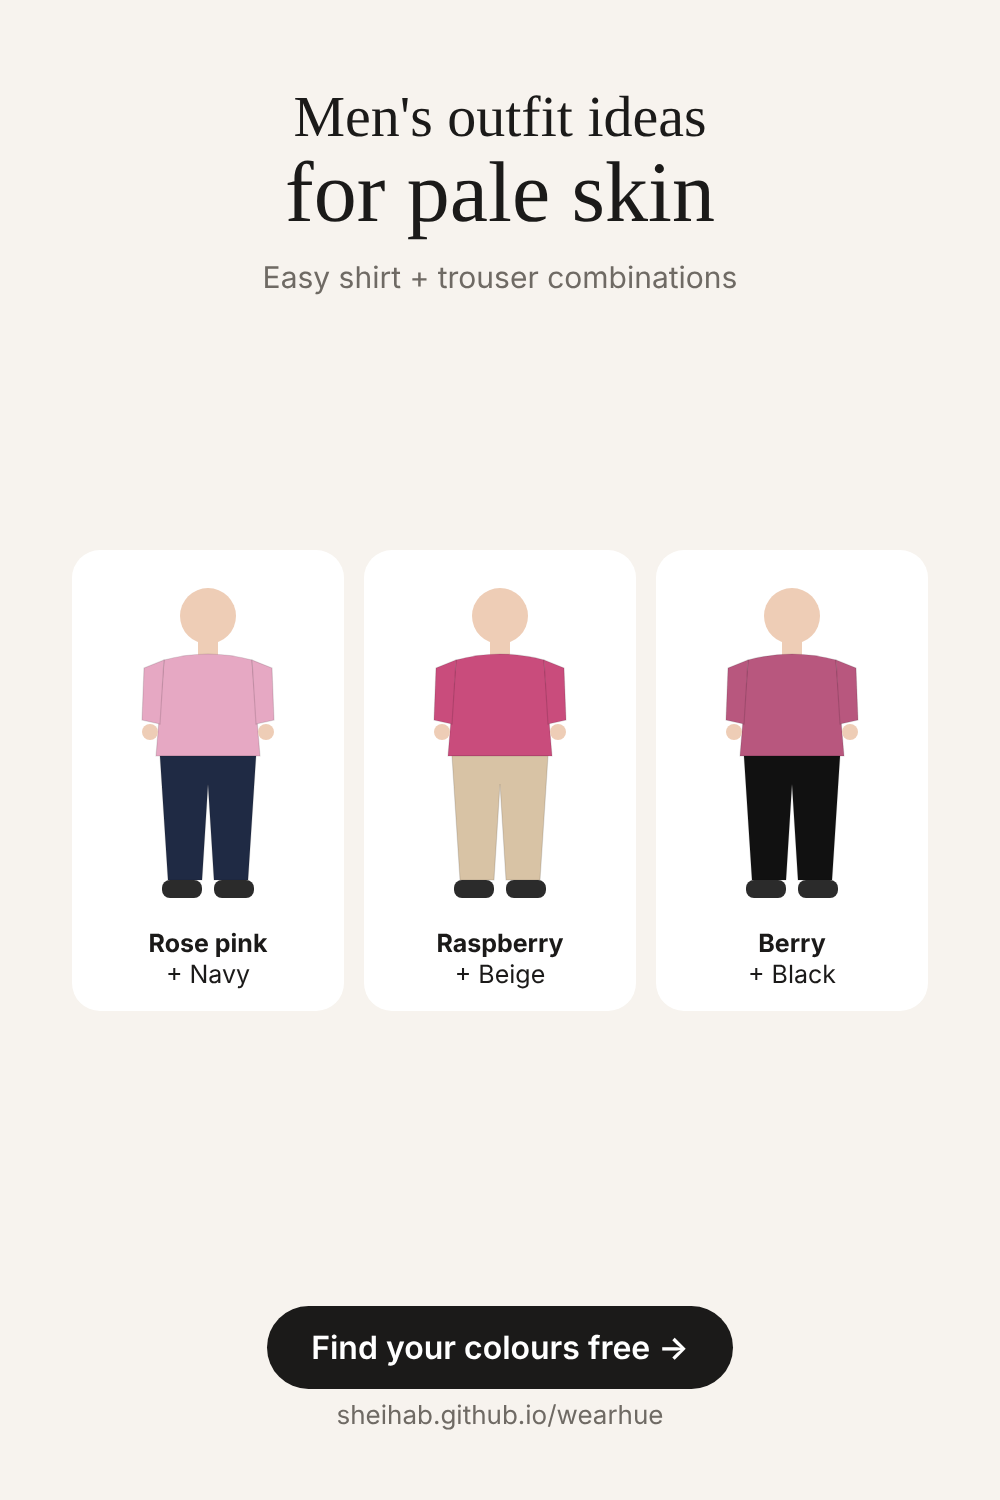 Men's outfit ideas
for pale skin
Easy shirt + trouser combinations
Rose pink
+ Navy
Raspberry
+ Beige
Berry
+ Black
Find your colours free →
sheihab.github.io/wearhue